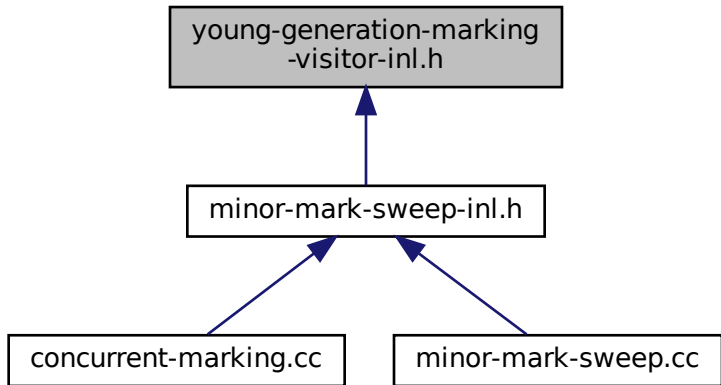 young-generation-marking
-visitor-inl.h
minor-mark-sweep-inl.h
concurrent-marking.cc
minor-mark-sweep.cc